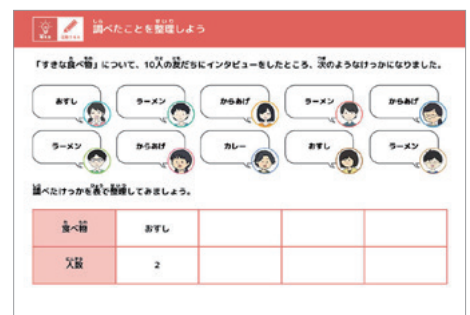 調べたことを整理しよう
「すきな食べ物」について、10人の友だちにインタビューをしたところ、次のようなけっかになりました。
おすし
ラーメン
からあげ
ラーメン
からあげ
ラーメン
からあげ
カレー
おすし
ラーメン
調べたけっかを表で整理してみましょう。
食べ物 おすし
人数 2